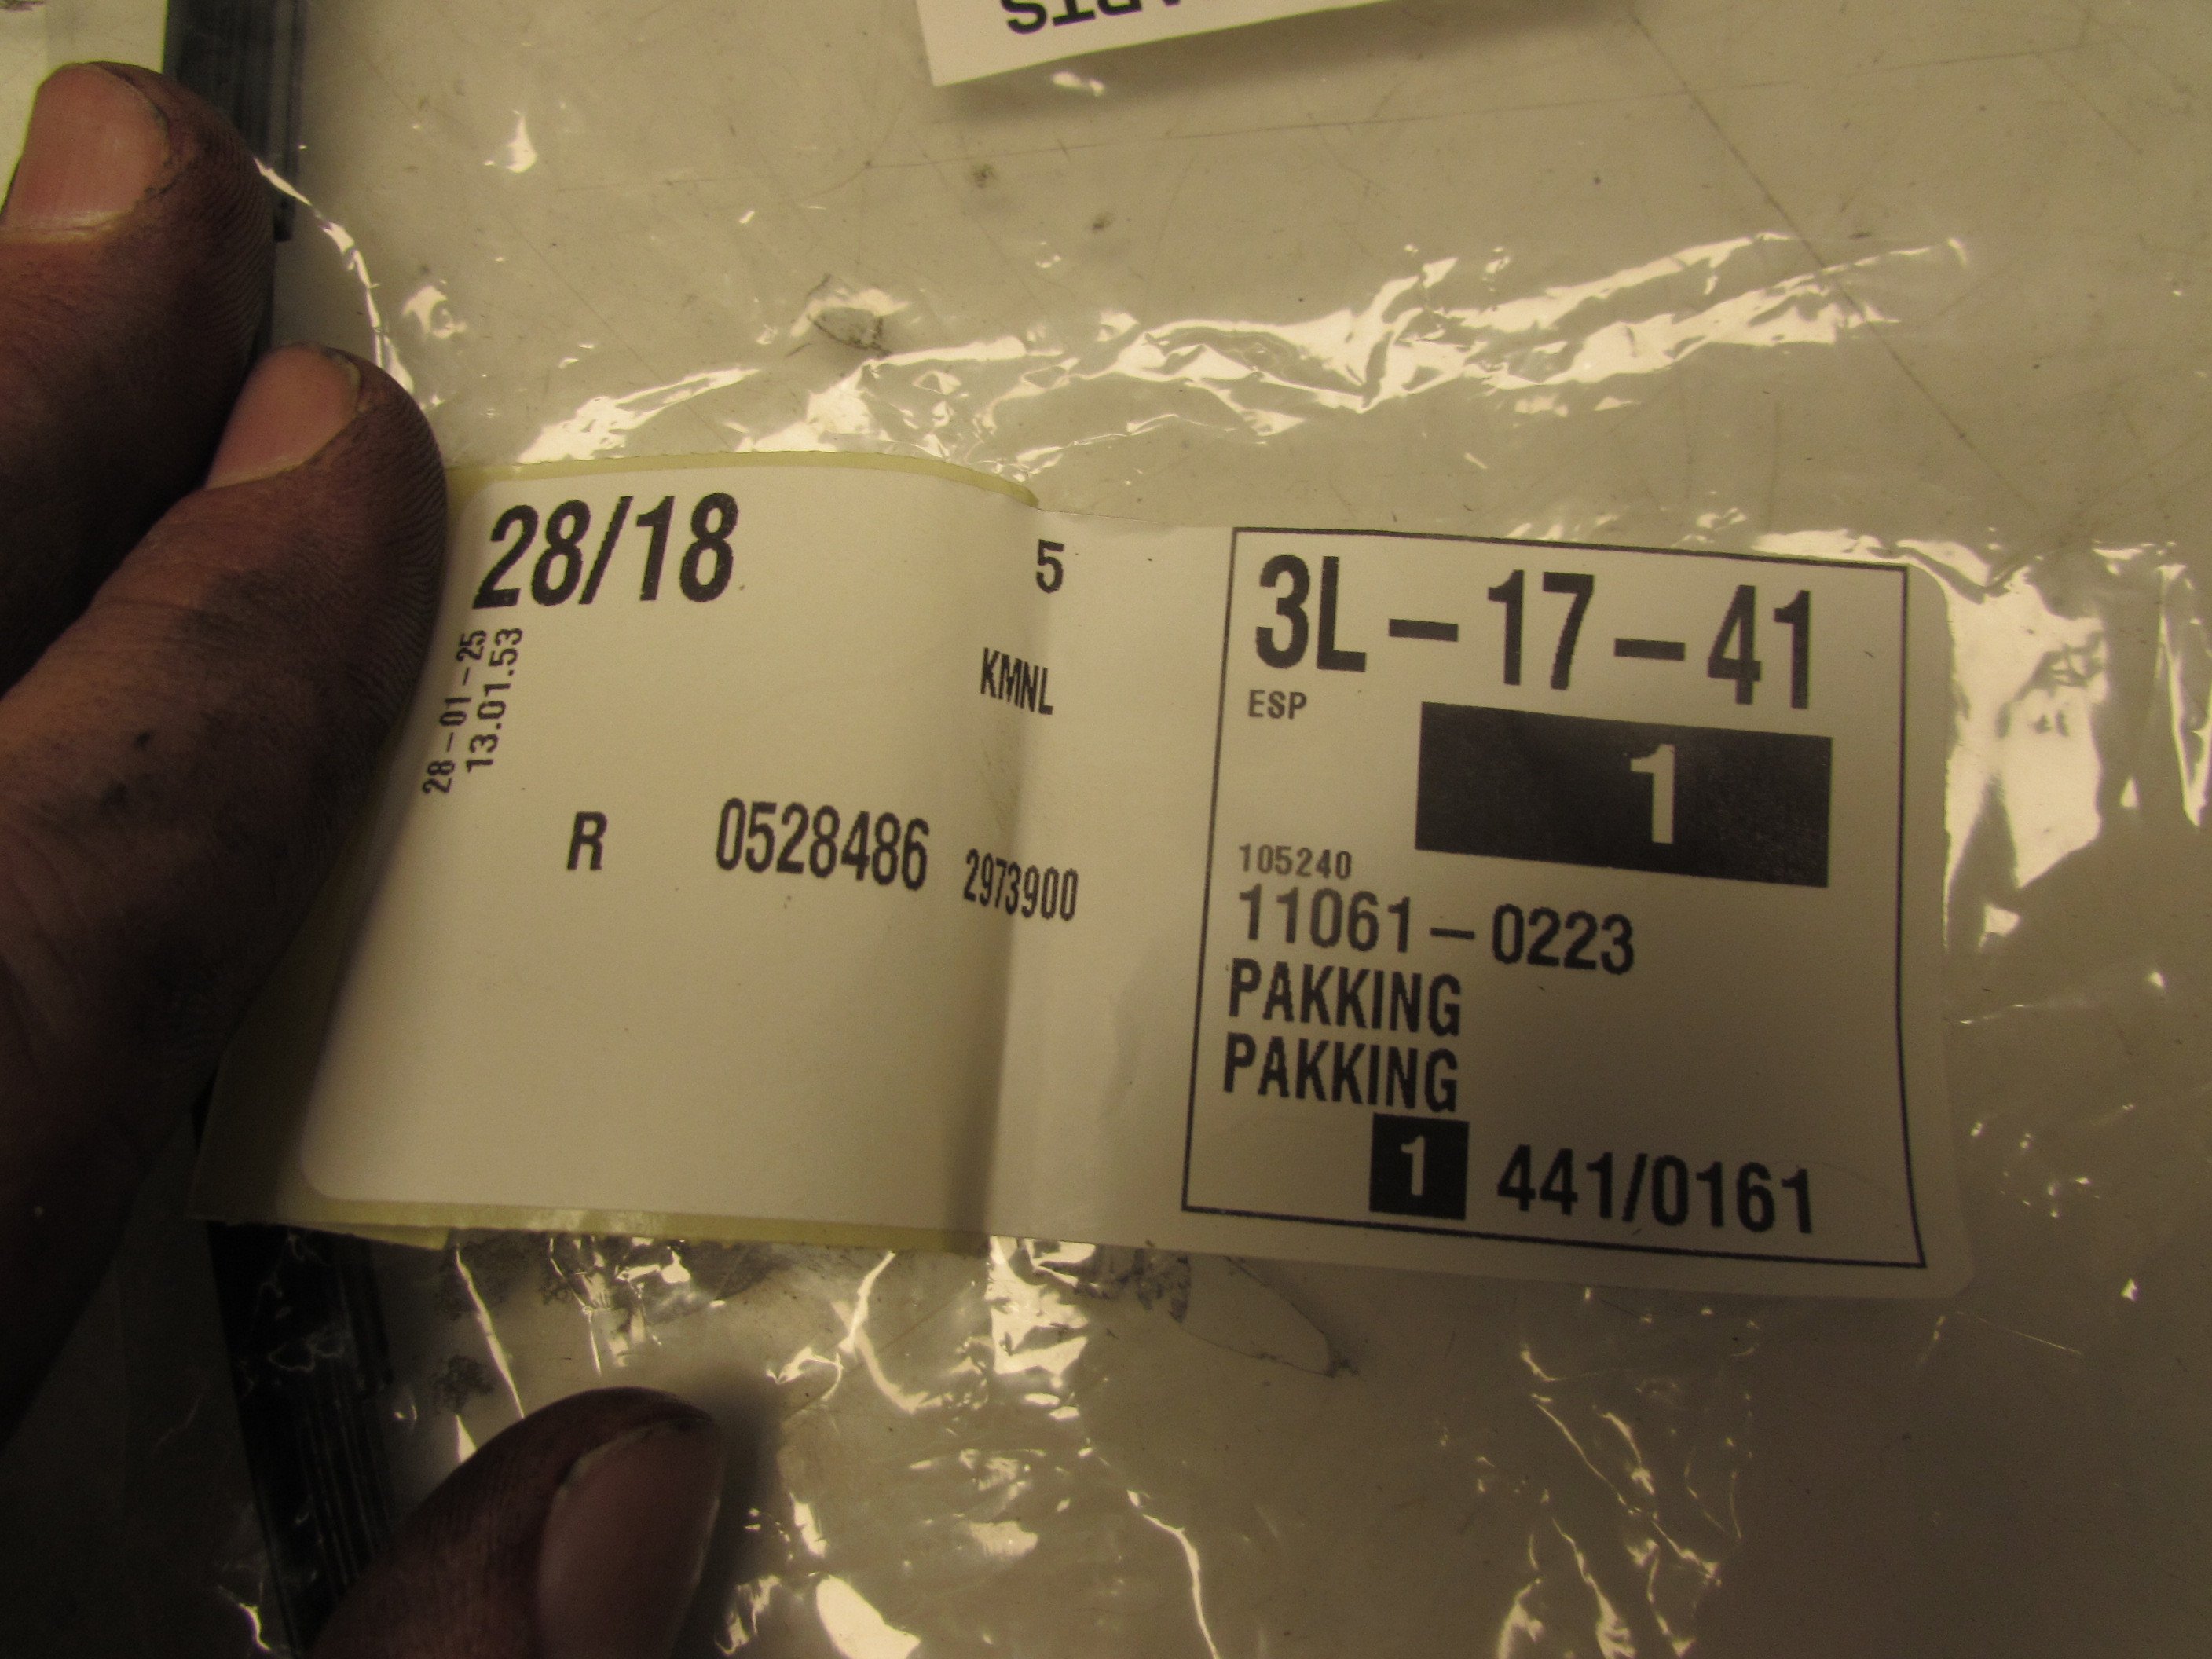 ARTS
28/18
5
28-01-25
13.01.53
KMNL
R 0528486 2973900
3L-17-41
ESP
1
105240
11061-0223
PAKKING
PAKKING
1 441/0161